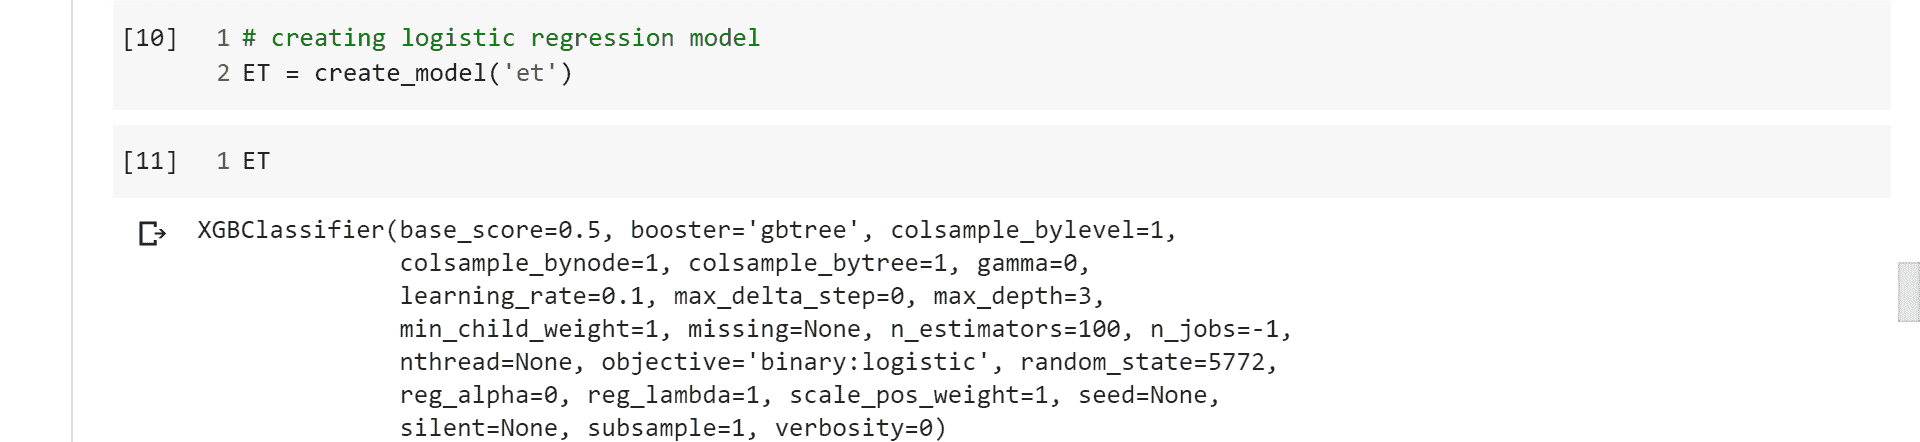 [10] 1 # creating logistic regression model
2 ET = create_model('et')
[11] 1 ET
XGBClassifier(base_score=0.5, booster='gbtree', colsample_bylevel=1,
colsample_bynode=1, colsample_bytree=1, gamma=0,
learning_rate=0.1, max_delta_step=0, max_depth=3,
min_child_weight=1, missing=None, n_estimators=100, n_jobs=-1,
nthread=None, objective='binary:logistic', random_state=5772,
reg_alpha=0, reg_lambda=1, scale_pos_weight=1, seed=None,
silent=None, subsample=1, verbosity=0)